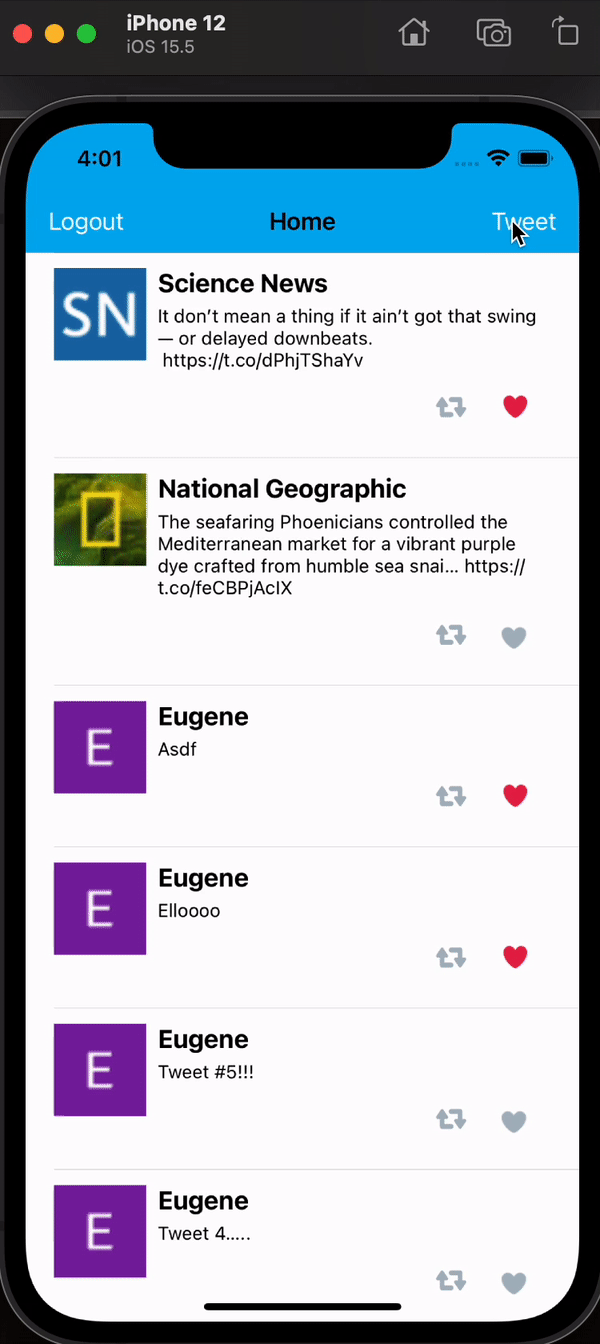 iPhone 12
iOS 15.5
4:01
Logout Home Tweet
SN
Science News
It don’t mean a thing if it ain’t got that swing
— or delayed downbeats.
https://t.co/dPhjTShaYv
National Geographic
The seafaring Phoenicians controlled the
Mediterranean market for a vibrant purple
dye crafted from humble sea snai... https://
t.co/feCBPjAcIX
E
Eugene
Asdf
E
Eugene
Elloooo
E
Eugene
Tweet #5!!!
E
Eugene
Tweet 4.....